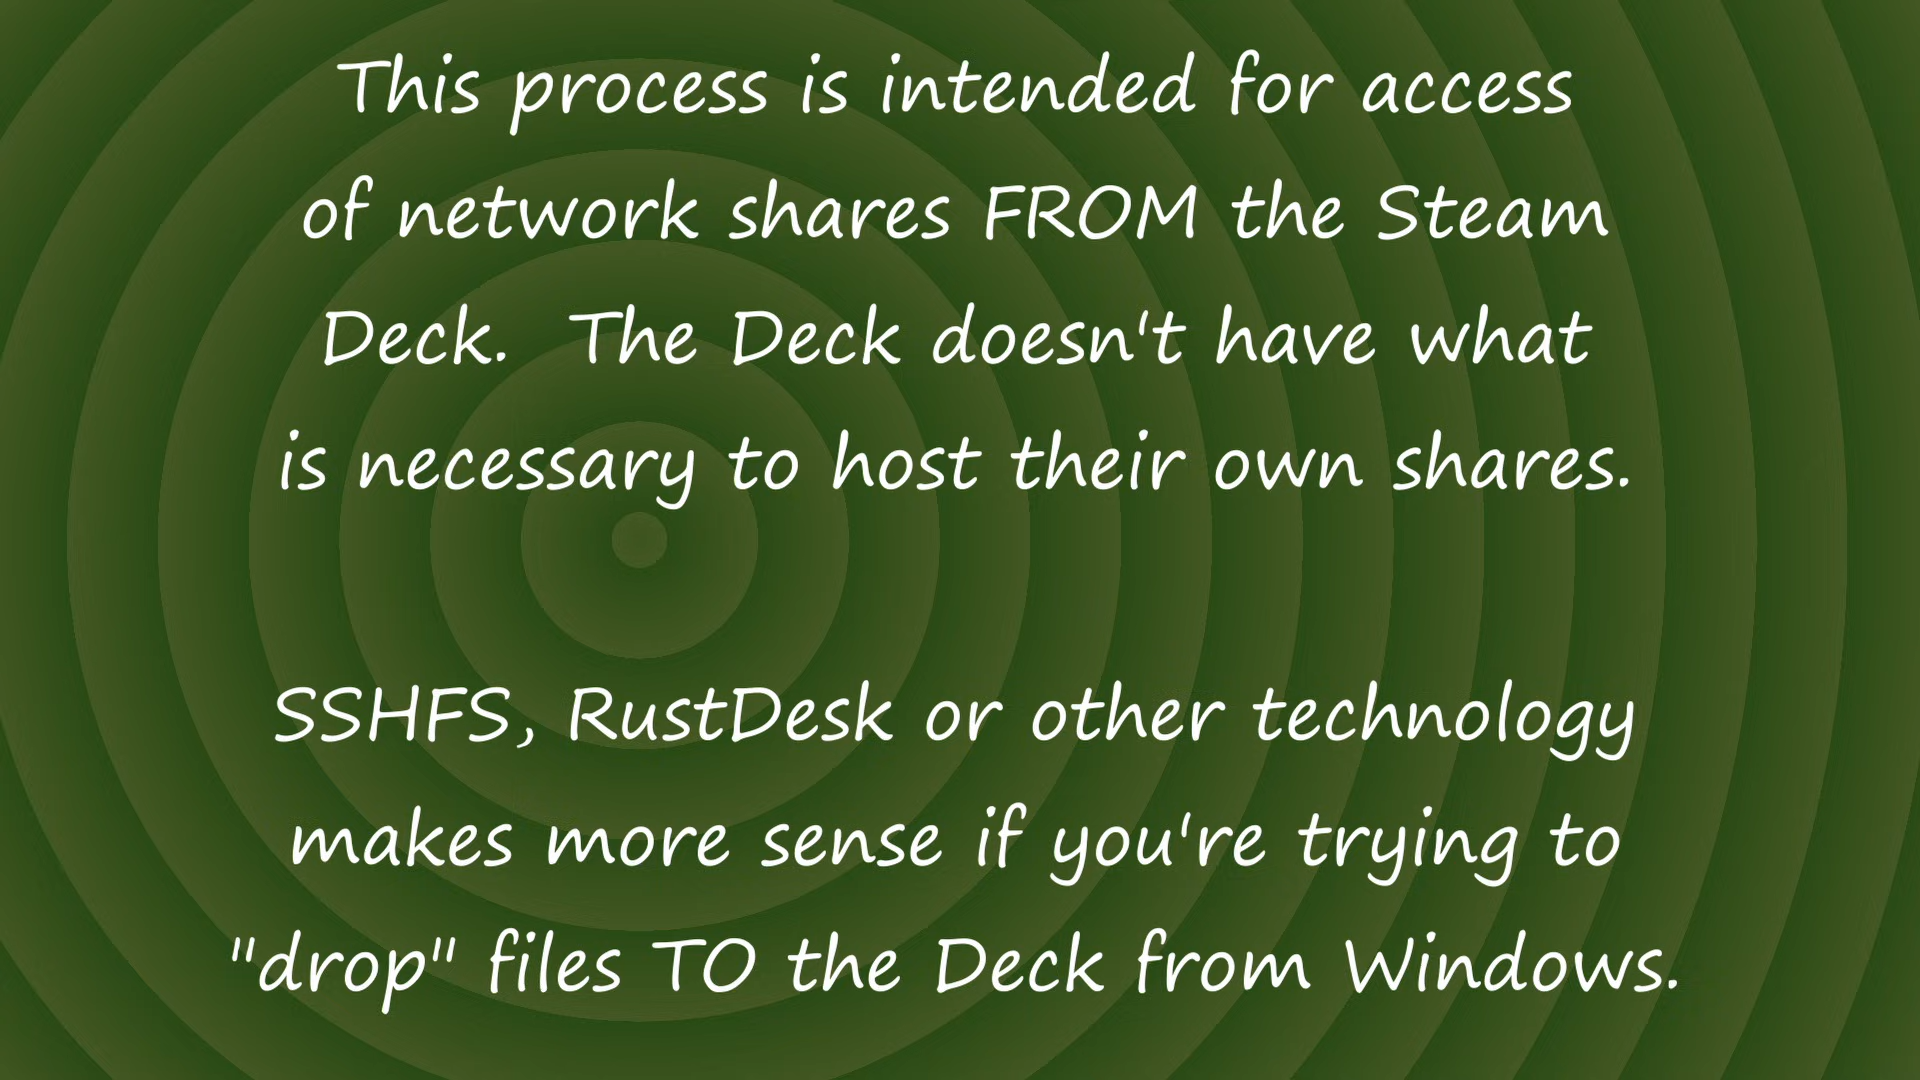 This process is intended for access
of network shares FROM the Steam
Deck.  The Deck doesn't have what
is necessary to host their own shares.
SSHFS, RustDesk or other technology
makes more sense if you're trying to
"drop" files TO the Deck from Windows.